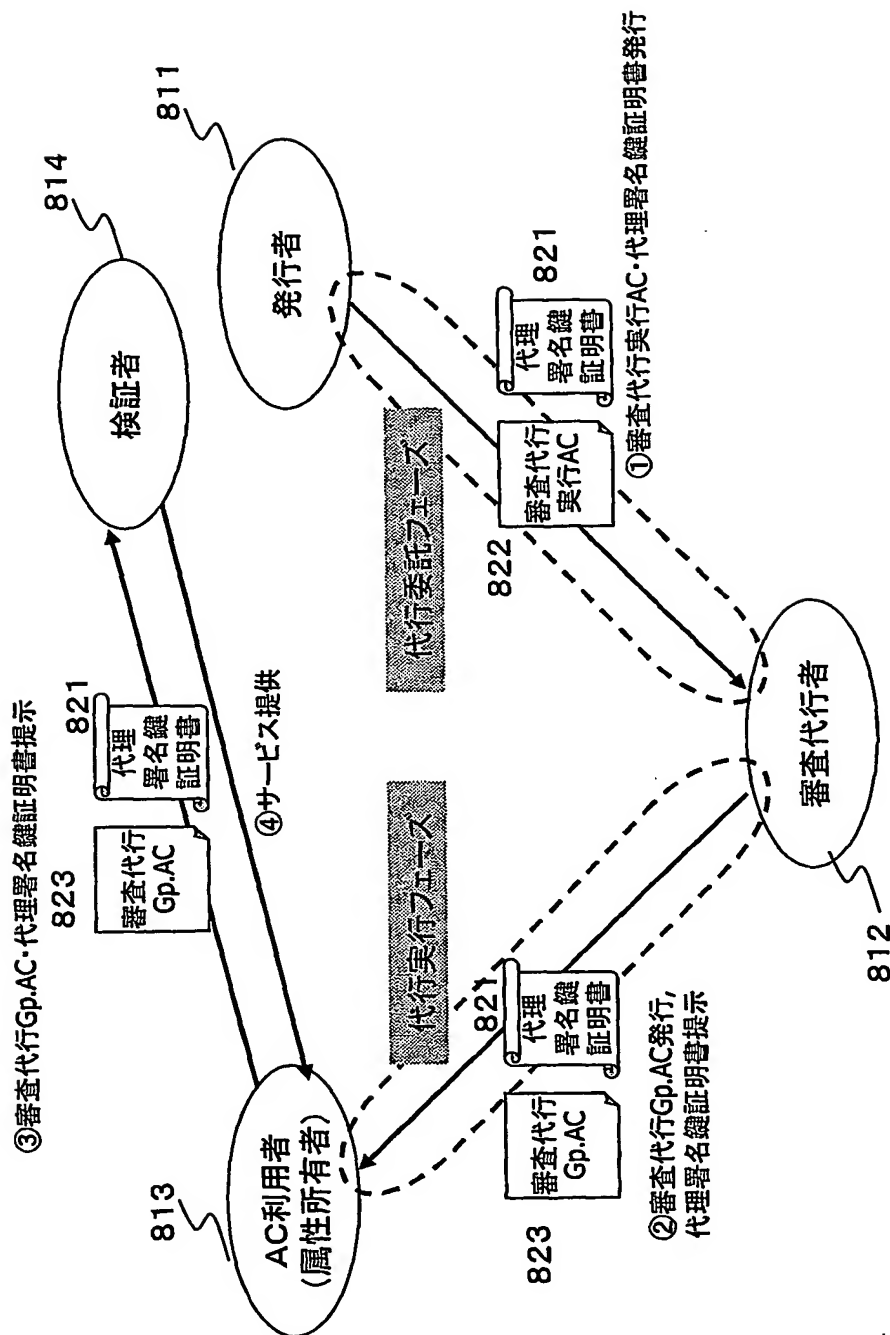 ③審査代行Gp.AC・代理署名鍵証明書提示
813
AC利用者
(属性所有者)
823
審査代行
Gp.AC
821
代理
署名鍵
証明書
④サービス提供
814
検証者
811
発行者
代行実行フェーズ
代行委託フェーズ
823
審査代行
Gp.AC
821
代理
署名鍵
証明書
②審査代行Gp.AC発行,
代理署名鍵証明書提示
822
審査代行
実行AC
821
代理
署名鍵
証明書
①審査代行実行AC・代理署名鍵証明書発行
審査代行者
812